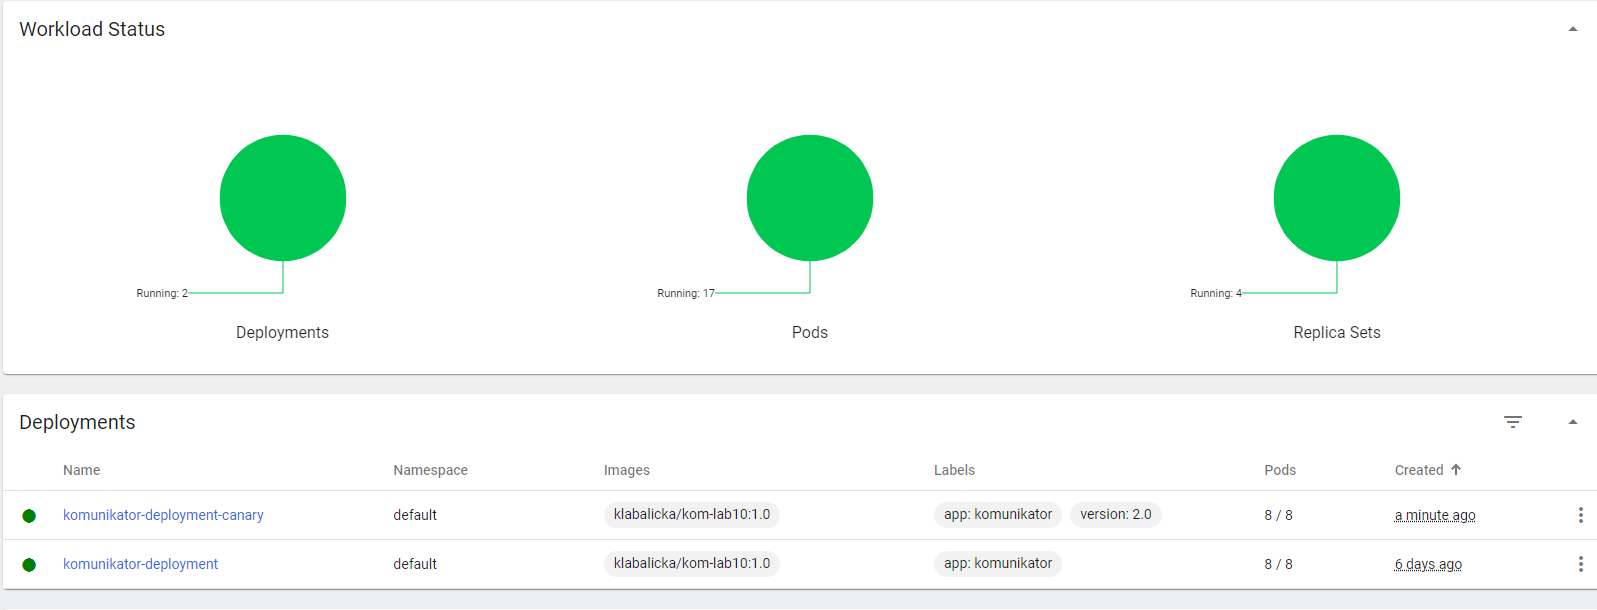 Workload Status
Running: 2
Running: 17
Running: 4
Deployments
Pods
Replica Sets
Deployments
Name Namespace Images Labels Pods Created
komunikator-deployment-canary default klabalicka/kom-lab10:1.0 app: komunikator version: 2.0 8 / 8 a minute ago
komunikator-deployment default klabalicka/kom-lab10:1.0 app: komunikator 8 / 8 6 days ago